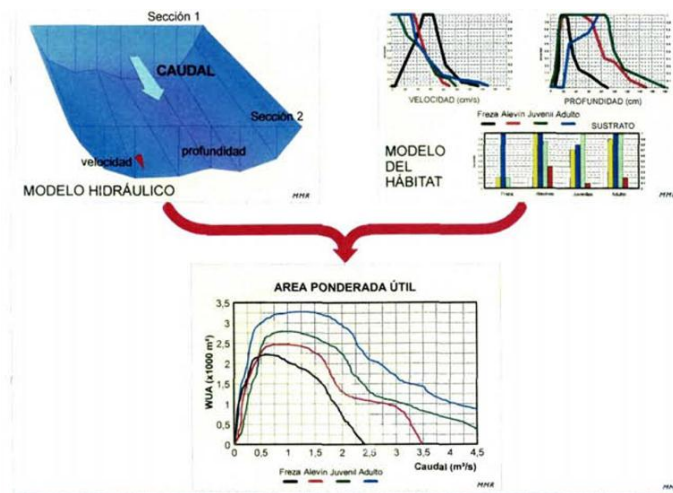 Sección 1
CAUDAL
Sección 2
velocidad
profundidad
MODELO HIDRÁULICO
MMR
VELOCIDAD (cm/s)
PROFUNDIDAD (cm)
Freza Alevín Juvenil Adulto
SUSTRATO
MODELO
DEL
HÁBITAT
Freza
Juveniles
Adulto
AREA PONDERADA ÚTIL
WUA (x1000 m²)
3,5
3
2,5
2
1,5
1
0,5
0
0 0,5 1 1,5 2 2,5 3 3,5 4 4,5
Caudal (m³/s)
Freza Alevín Juvenil Adulto
MMR